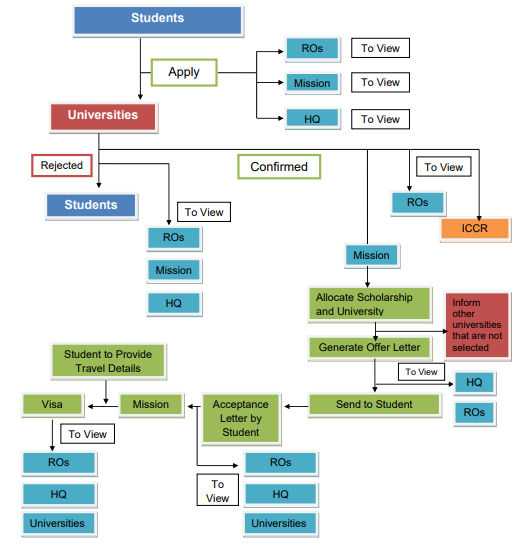 Students
ROs
To View
Apply
Mission
To View
Universities
HQ
To View
Rejected
Confirmed
To View
Students
To View
ROs
ROs
ICCR
Mission
Mission
HQ
Allocate Scholarship
and University
Inform
other
universities
that are not
selected
Generate Offer Letter
Student to Provide
Travel Details
To View
HQ
Visa
Mission
Acceptance
Letter by
Student
Send to Student
ROs
To View
ROs
To
View
ROs
HQ
HQ
Universities
Universities